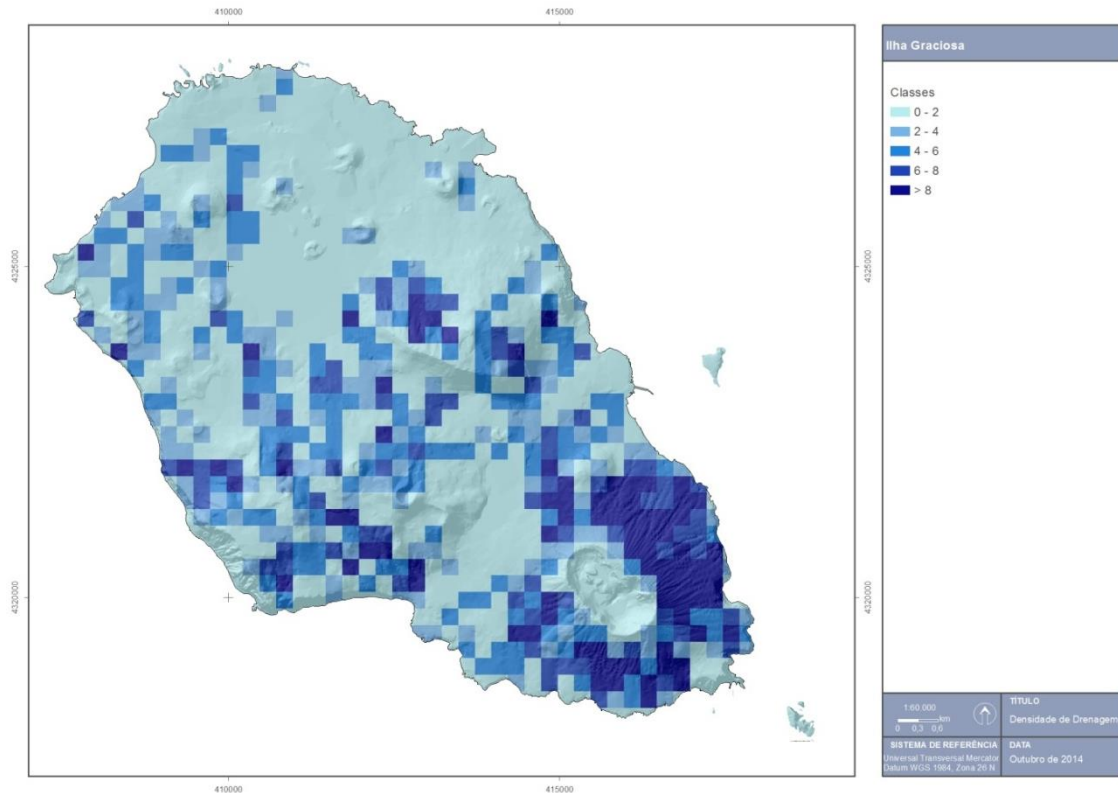 410000 415000
Ilha Graciosa
Classes
0 - 2
2 - 4
4 - 6
6 - 8
> 8
4325000 4325000
4320000 4320000
1:60 000
km
0 0,3 0,6
TÍTULO
Densidade de Drenagem
SISTEMA DE REFERÊNCIA
Universal Transversal Mercator
Datum WGS 1984, Zona 26 N
DATA
Outubro de 2014
410000 415000